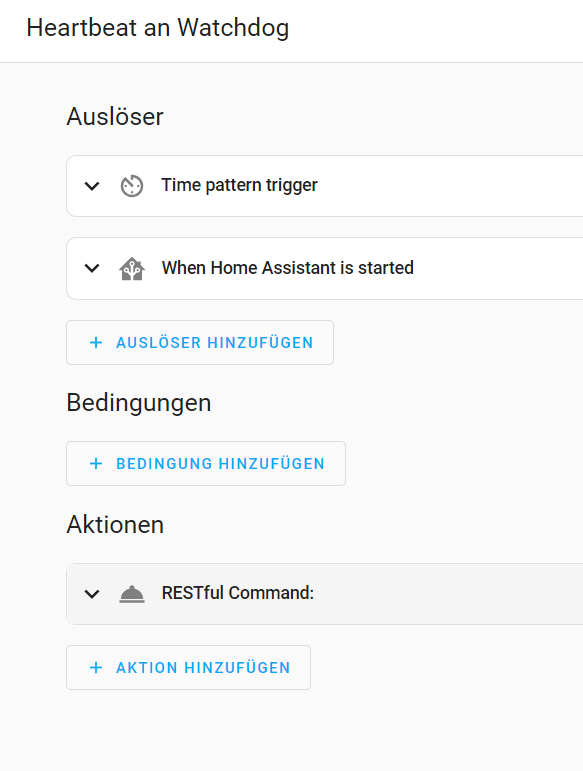 Heartbeat an Watchdog
Auslöser
Time pattern trigger
When Home Assistant is started
+ AUSLÖSER HINZUFÜGEN
Bedingungen
+ BEDINGUNG HINZUFÜGEN
Aktionen
RESTful Command:
+ AKTION HINZUFÜGEN